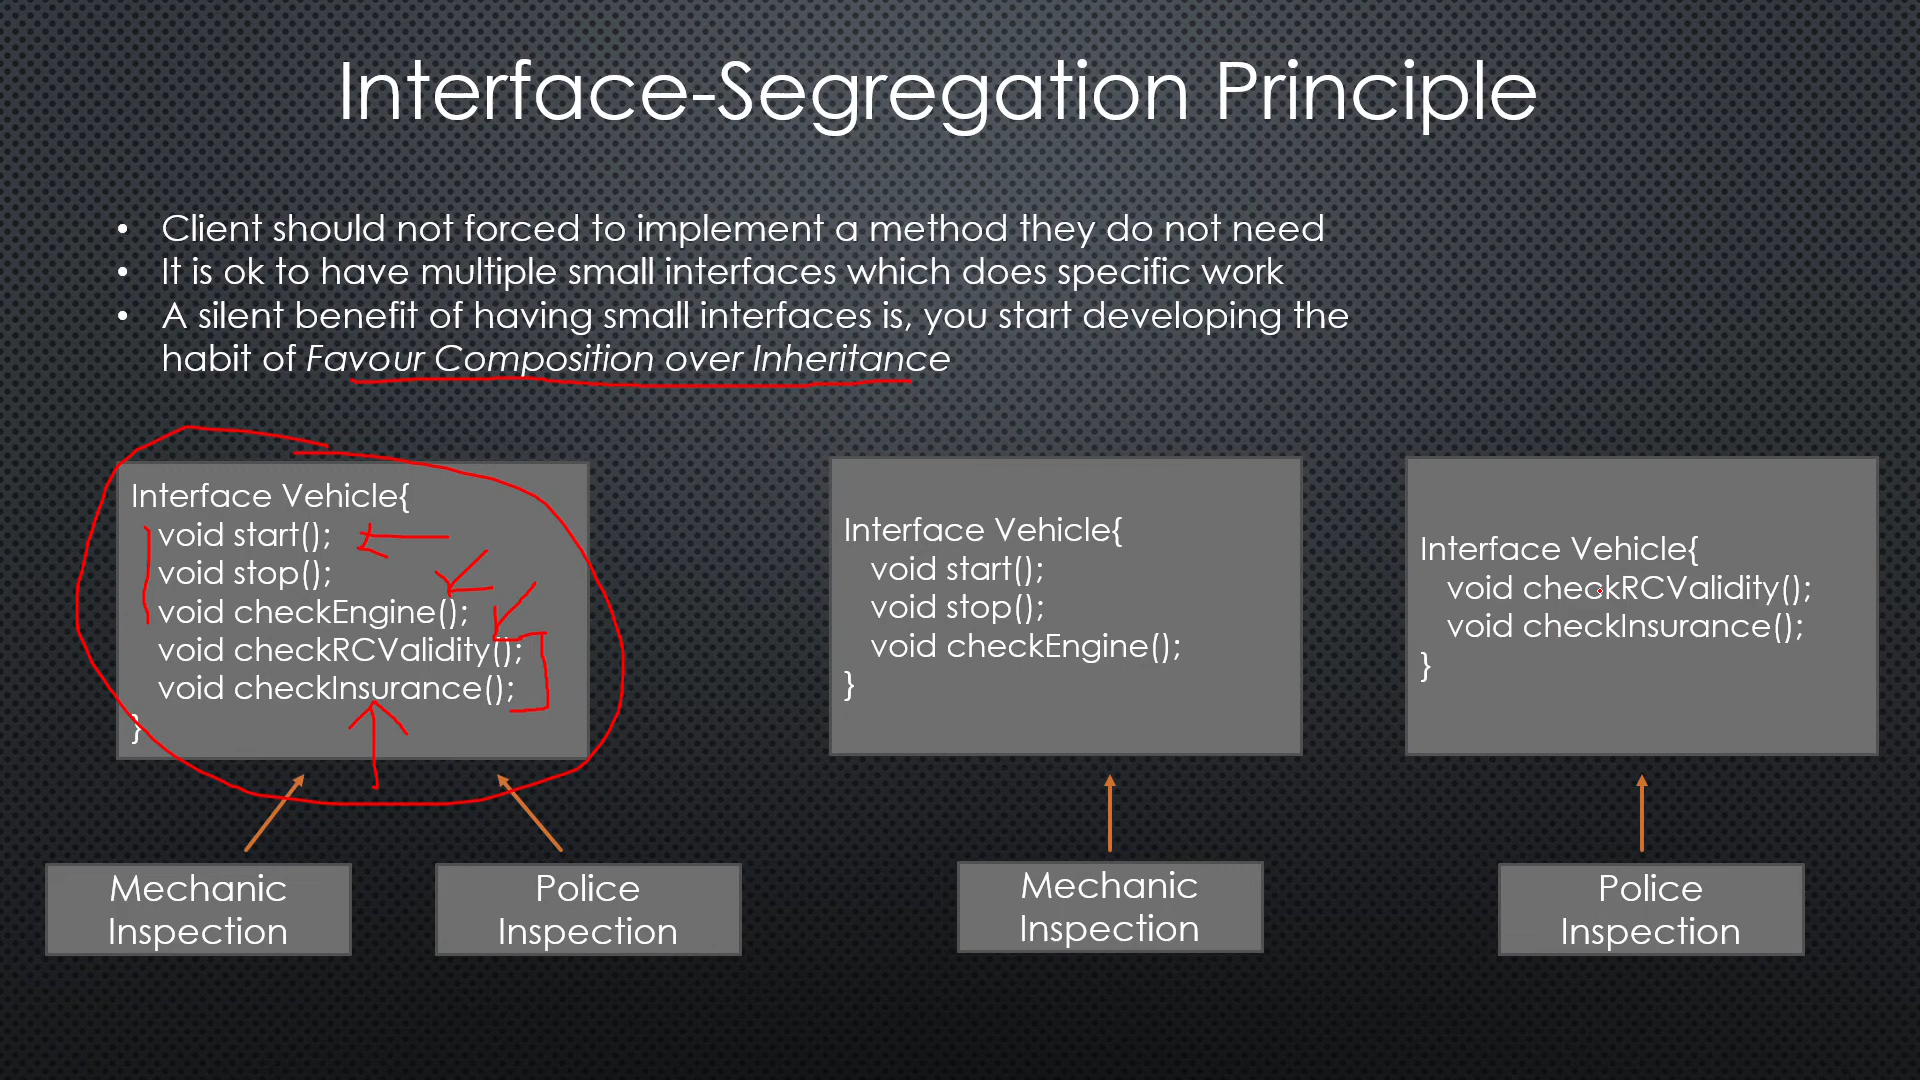 Interface-Segregation Principle
• Client should not forced to implement a method they do not need
• It is ok to have multiple small interfaces which does specific work
• A silent benefit of having small interfaces is, you start developing the
habit of Favour Composition over Inheritance
Interface Vehicle{
void start();
void stop();
void checkEngine();
void checkRCValidity();
void checkInsurance();
}
Mechanic
Inspection
Police
Inspection
Interface Vehicle{
void start();
void stop();
void checkEngine();
}
Mechanic
Inspection
Interface Vehicle{
void checkRCValidity();
void checkInsurance();
}
Police
Inspection